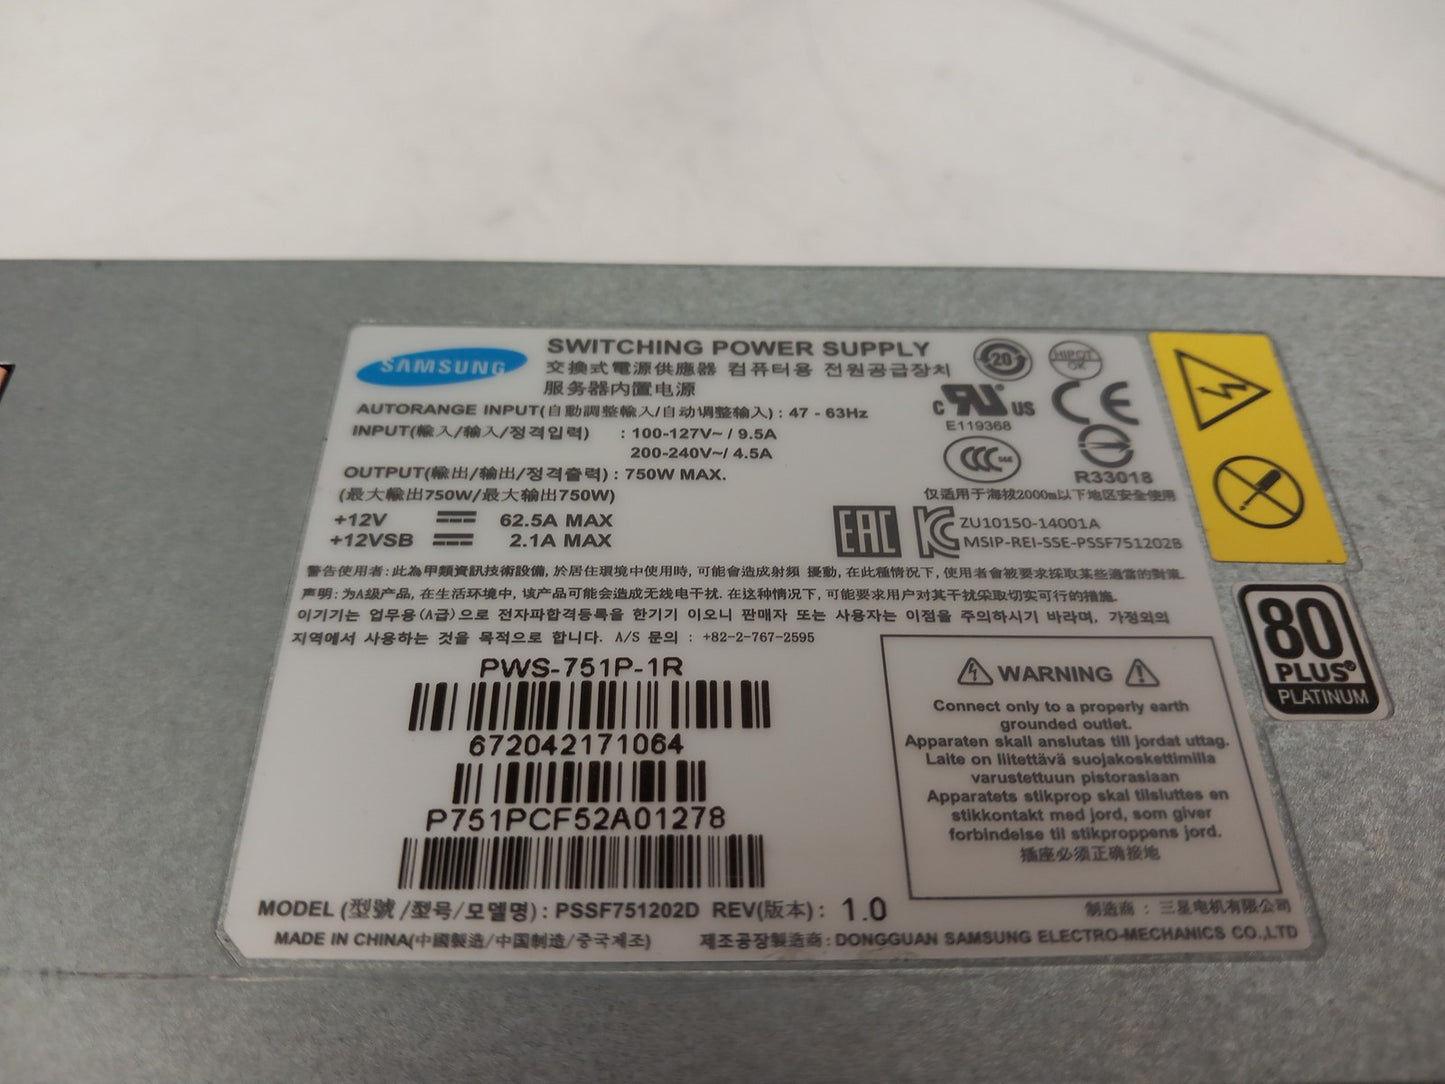 SAMSUNG
SWITCHING POWER SUPPLY
交換式電源供應器 컴퓨터용 전원공급장치
服务器内置电源
AUTORANGE INPUT(自動調整輸入/自动调整输入) : 47 - 63Hz
INPUT(輸入/输入/정격입력) : 100-127V~ / 9.5A
200-240V~/ 4.5A
OUTPUT(輸出/输出/정격출력) : 750W MAX.
(最大輸出750W/最大输出750W)
+12V 62.5A MAX
+12VSB 2.1A MAX
20
HIPOT OK
c RU US
E119368
CE
CCC S&E
R33018
仅适用于海拔2000m以下地区安全使用
EAC
KC
ZU10150-14001A
MSIP-REI-SSE-PSSF751202B
警告使用者: 此為甲類資訊技術設備, 於居住環境中使用時, 可能會造成射頻 擾動, 在此種情況下, 使用者會被要求採取某些適當的對策.
声明: 为A级产品, 在生活环境中, 该产品可能会造成无线电干扰. 在这种情况下, 可能要求用户对其干扰采取切实可行的措施.
이기기는 업무용(A급)으로 전자파합격등록을 한기기 이오니 판매자 또는 사용자는 이점을 주의하시기 바라며, 가정외의
지역에서 사용하는 것을 목적으로 합니다. A/S 문의 : +82-2-767-2595
PWS-751P-1R
672042171064
P751PCF52A01278
WARNING
Connect only to a properly earth
grounded outlet.
Apparaten skall anslutas till jordat uttag.
Laite on liitettävä suojakoskettimilla
varustettuun pistorasiaan
Apparatets stikprop skal tilsluttes en
stikkontakt med jord, som giver
forbindelse til stikproppens jord.
插座必须正确接地
80
PLUS®
PLATINUM
MODEL (型號/型号/모델명) : PSSF751202D REV(版本) : 1.0
制造商 : 三星电机有限公司
MADE IN CHINA(中國製造/中国制造/중국제조)
제조공장製造商 : DONGGUAN SAMSUNG ELECTRO-MECHANICS CO.,LTD